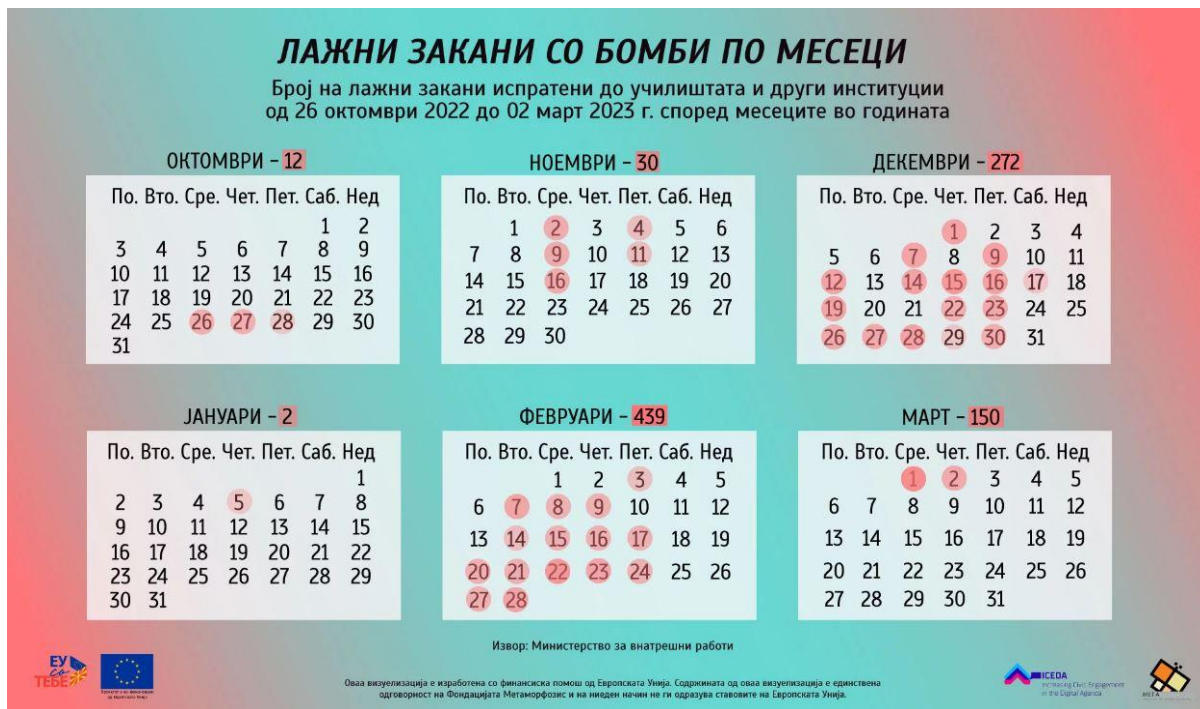 ЛАЖНИ ЗАКАНИ СО БОМБИ ПО МЕСЕЦИ
Број на лажни закани испратени до училиштата и други институции
од 26 октомври 2022 до 02 март 2023 г. според месеците во годината
ОКТОМВРИ – 12
По. Вто. Сре. Чет. Пет. Саб. Нед
1 2
3 4 5 6 7 8 9
10 11 12 13 14 15 16
17 18 19 20 21 22 23
24 25 26 27 28 29 30
31
НОЕМВРИ – 30
По. Вто. Сре. Чет. Пет. Саб. Нед
1 2 3 4 5 6
7 8 9 10 11 12 13
14 15 16 17 18 19 20
21 22 23 24 25 26 27
28 29 30
ДЕКЕМВРИ – 272
По. Вто. Сре. Чет. Пет. Саб. Нед
1 2 3 4
5 6 7 8 9 10 11
12 13 14 15 16 17 18
19 20 21 22 23 24 25
26 27 28 29 30 31
ЈАНУАРИ – 2
По. Вто. Сре. Чет. Пет. Саб. Нед
1
2 3 4 5 6 7 8
9 10 11 12 13 14 15
16 17 18 19 20 21 22
23 24 25 26 27 28 29
30 31
ФЕВРУАРИ – 439
По. Вто. Сре. Чет. Пет. Саб. Нед
1 2 3 4 5
6 7 8 9 10 11 12
13 14 15 16 17 18 19
20 21 22 23 24 25 26
27 28
МАРТ – 150
По. Вто. Сре. Чет. Пет. Саб. Нед
1 2 3 4 5
6 7 8 9 10 11 12
13 14 15 16 17 18 19
20 21 22 23 24 25 26
27 28 29 30 31
Извор: Министерство за внатрешни работи
Оваа визуелизација е изработена со финансиска помош од Европската Унија. Содржината од оваа визуелизација е единствена
одговорност на Фондацијата Метаморфозис и на ниеден начин не ги одразува ставовите на Европската Унија.
ЕУ
со
ТЕБЕ
ICEDA
Increasing Civic Engagement
in the Digital Agenda